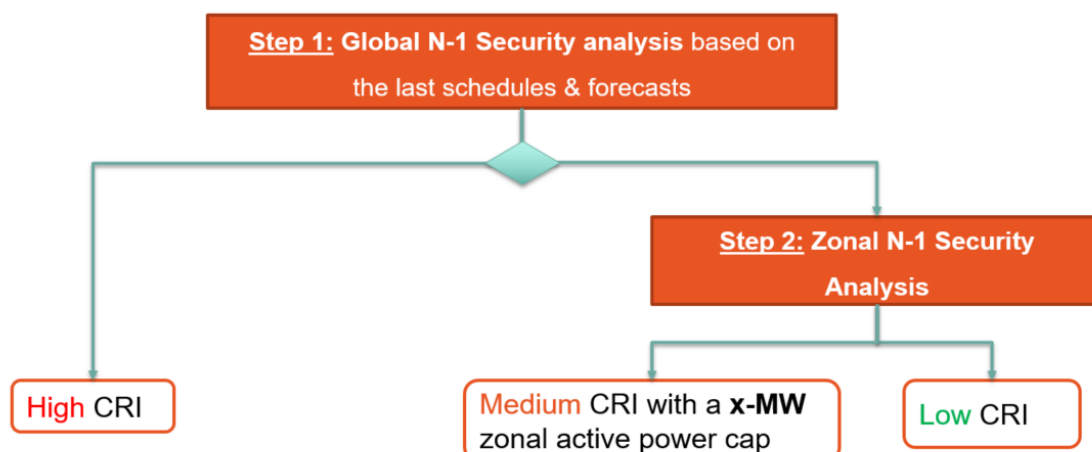 Step 1: Global N-1 Security analysis based on
the last schedules & forecasts
Step 2: Zonal N-1 Security
Analysis
High CRI
Medium CRI with a x-MW
zonal active power cap
Low CRI